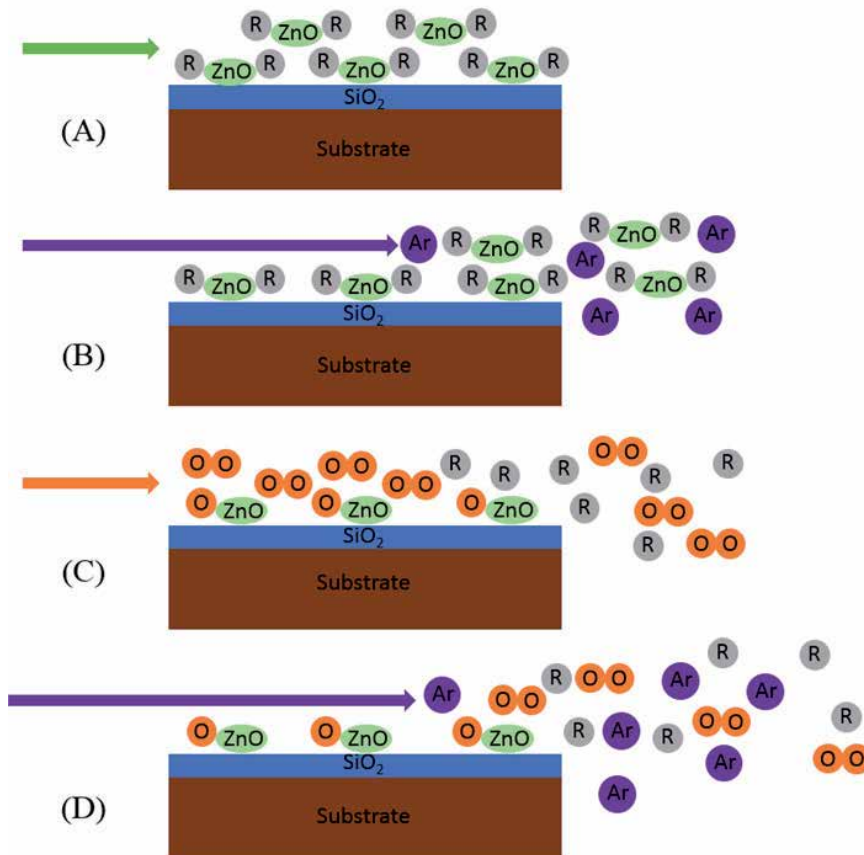 R ZnO R R ZnO R
R ZnO R R ZnO R R ZnO R
SiO₂
(A) Substrate
Ar R ZnO R R ZnO R Ar
Ar
R ZnO R R ZnO R R ZnO R R ZnO R
SiO₂ Ar Ar
(B) Substrate
O O O O R R R O O R R
O O O O
O ZnO O ZnO O ZnO R O O
SiO₂ R O O
(C) Substrate
R R
Ar O O R O O Ar Ar
O ZnO O ZnO O ZnO R Ar R O O R
SiO₂ Ar O O
Ar
(D) Substrate